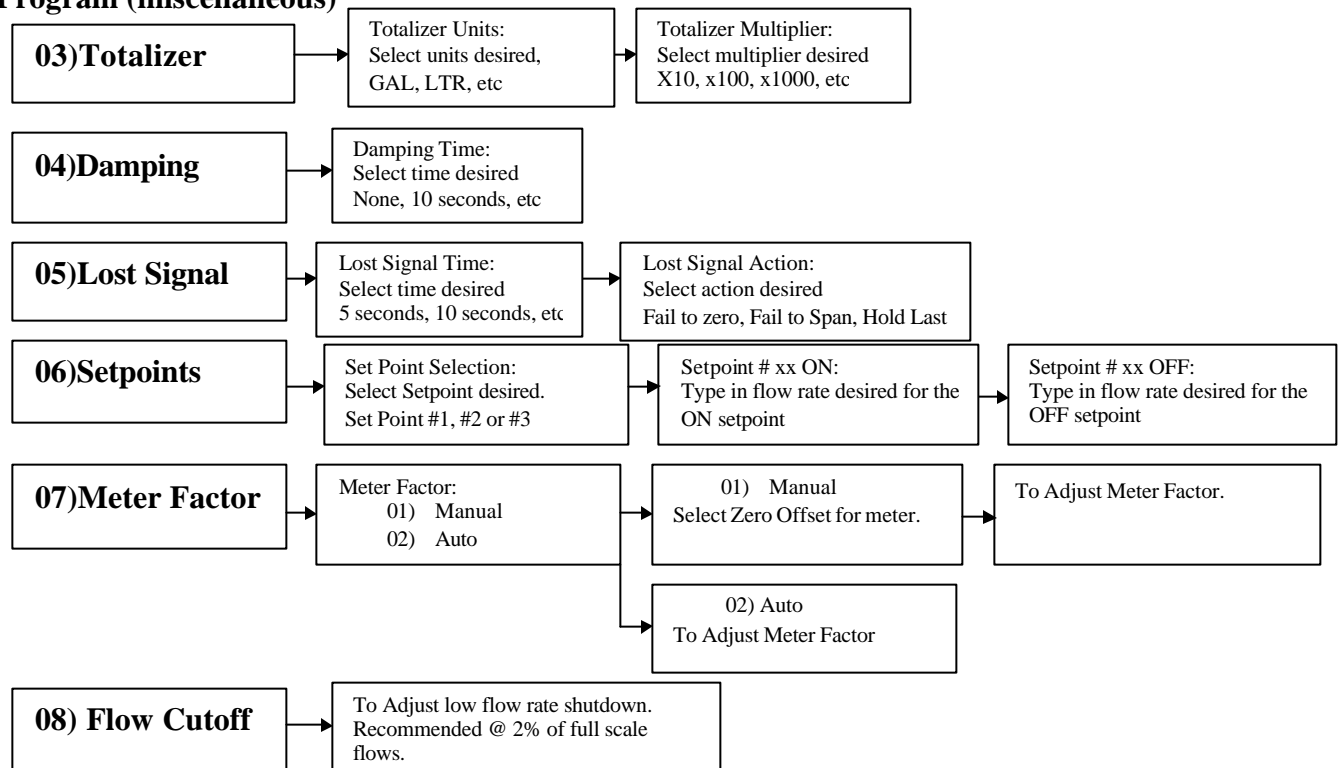 Program (miscellaneous)
03)Totalizer
Totalizer Units:
Select units desired,
GAL, LTR, etc
Totalizer Multiplier:
Select multiplier desired
X10, x100, x1000, etc
04)Damping
Damping Time:
Select time desired
None, 10 seconds, etc
05)Lost Signal
Lost Signal Time:
Select time desired
5 seconds, 10 seconds, etc
Lost Signal Action:
Select action desired
Fail to zero, Fail to Span, Hold Last
06)Setpoints
Set Point Selection:
Select Setpoint desired.
Set Point #1, #2 or #3
Setpoint # xx ON:
Type in flow rate desired for the
ON setpoint
Setpoint # xx OFF:
Type in flow rate desired for the
OFF setpoint
07)Meter Factor
Meter Factor:
01) Manual
02) Auto
01) Manual
Select Zero Offset for meter.
To Adjust Meter Factor.
02) Auto
To Adjust Meter Factor
08) Flow Cutoff
To Adjust low flow rate shutdown.
Recommended @ 2% of full scale
flows.